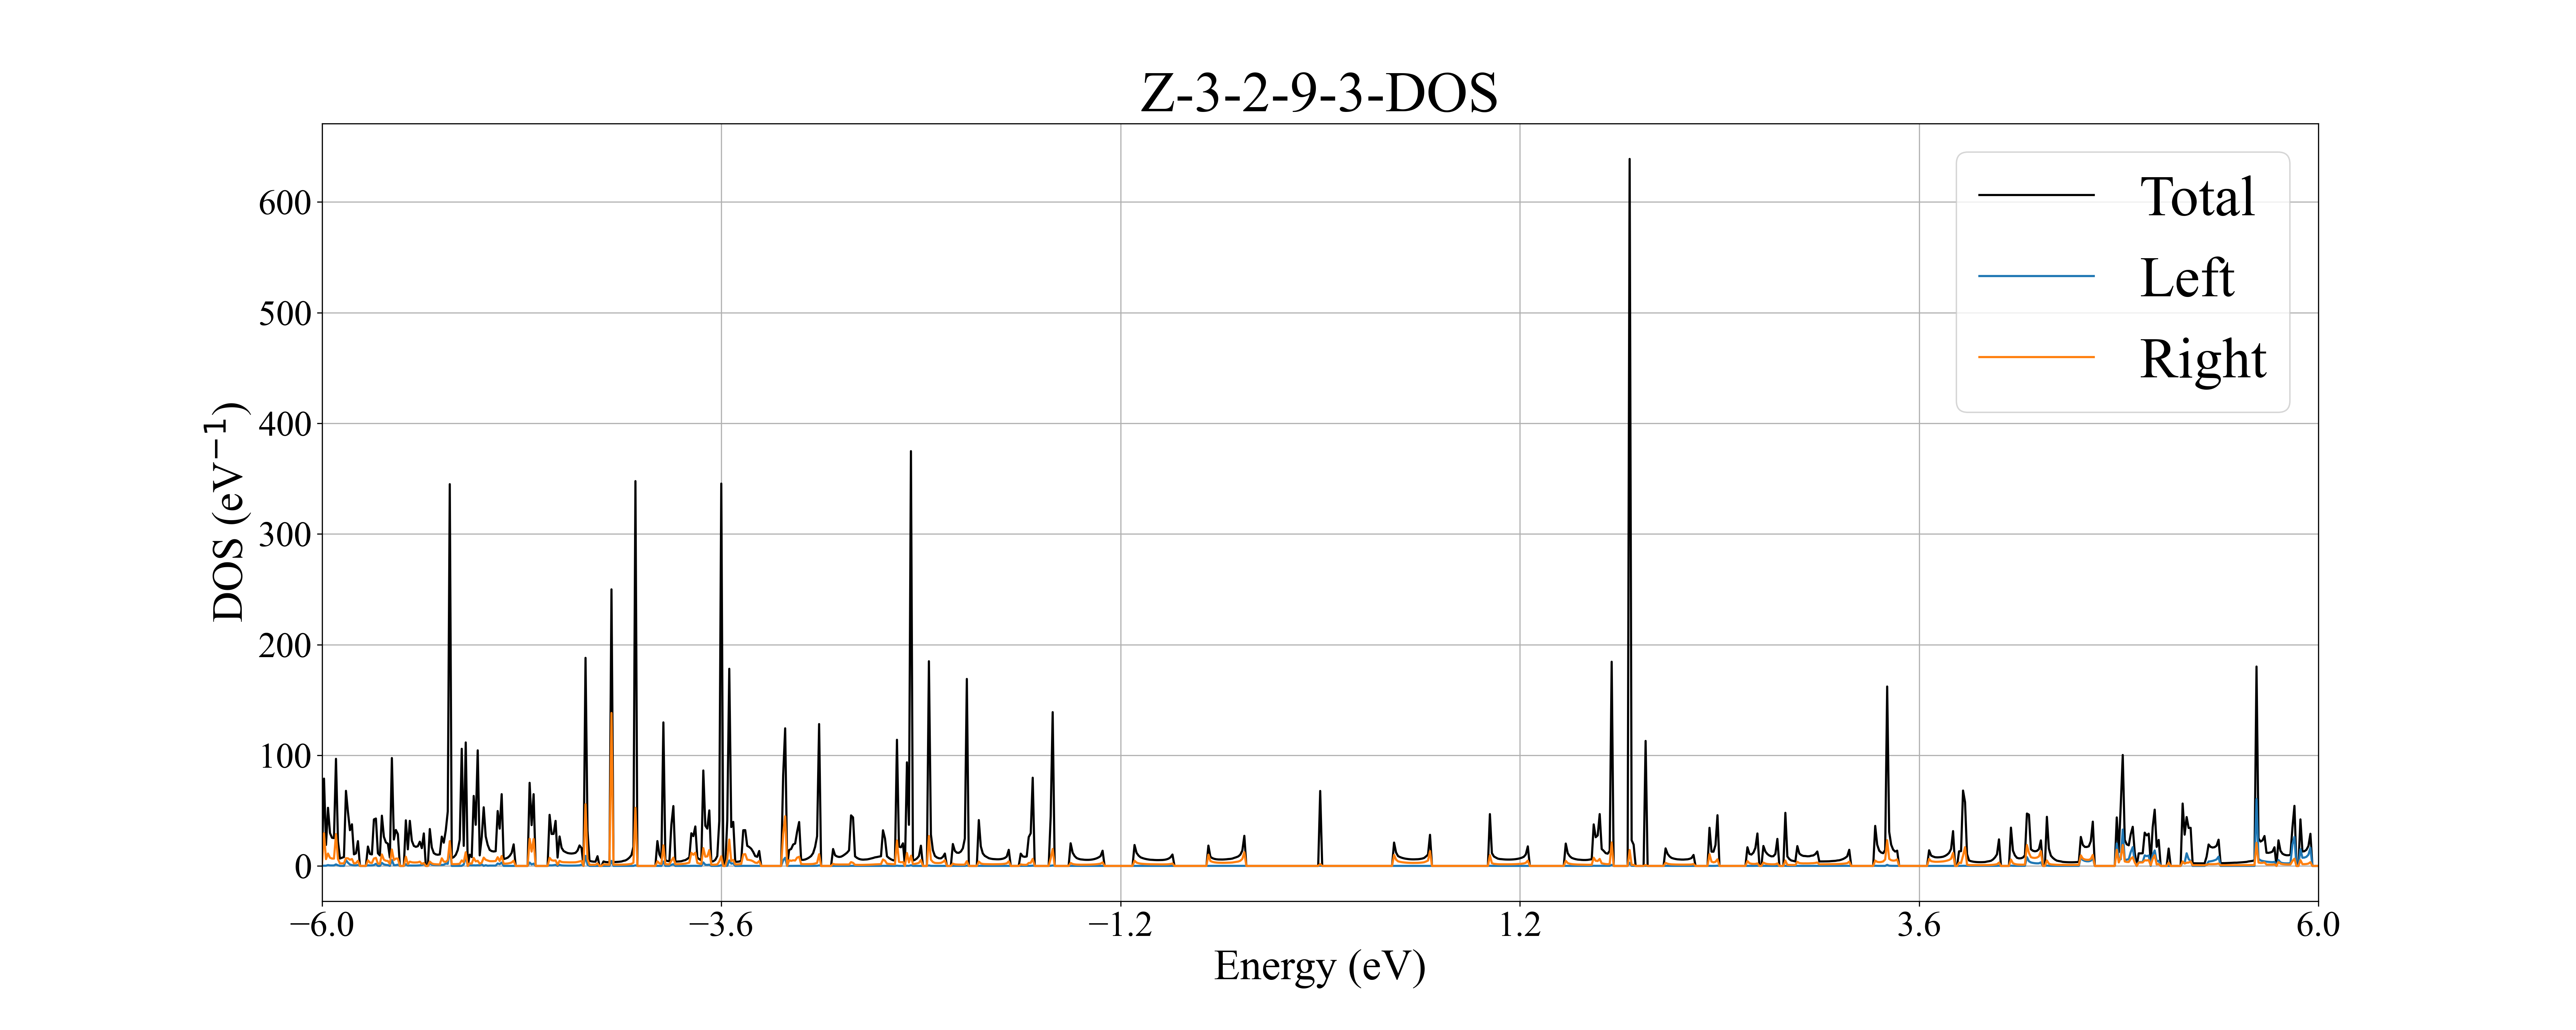 Z-3-2-9-3-DOS
600
500
400
300
200
100
0
DOS (eV⁻¹)
Total
Left
Right
−6.0 −3.6 −1.2 1.2 3.6 6.0
Energy (eV)